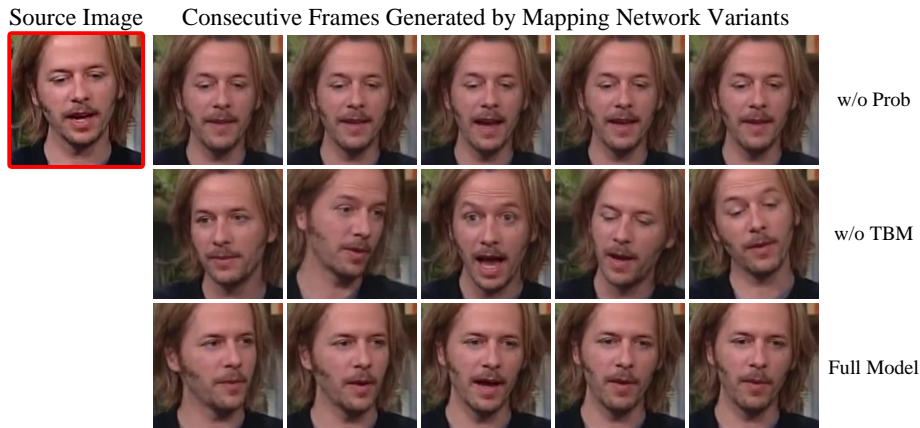 Source Image
Consecutive Frames Generated by Mapping Network Variants
w/o Prob
w/o TBM
Full Model